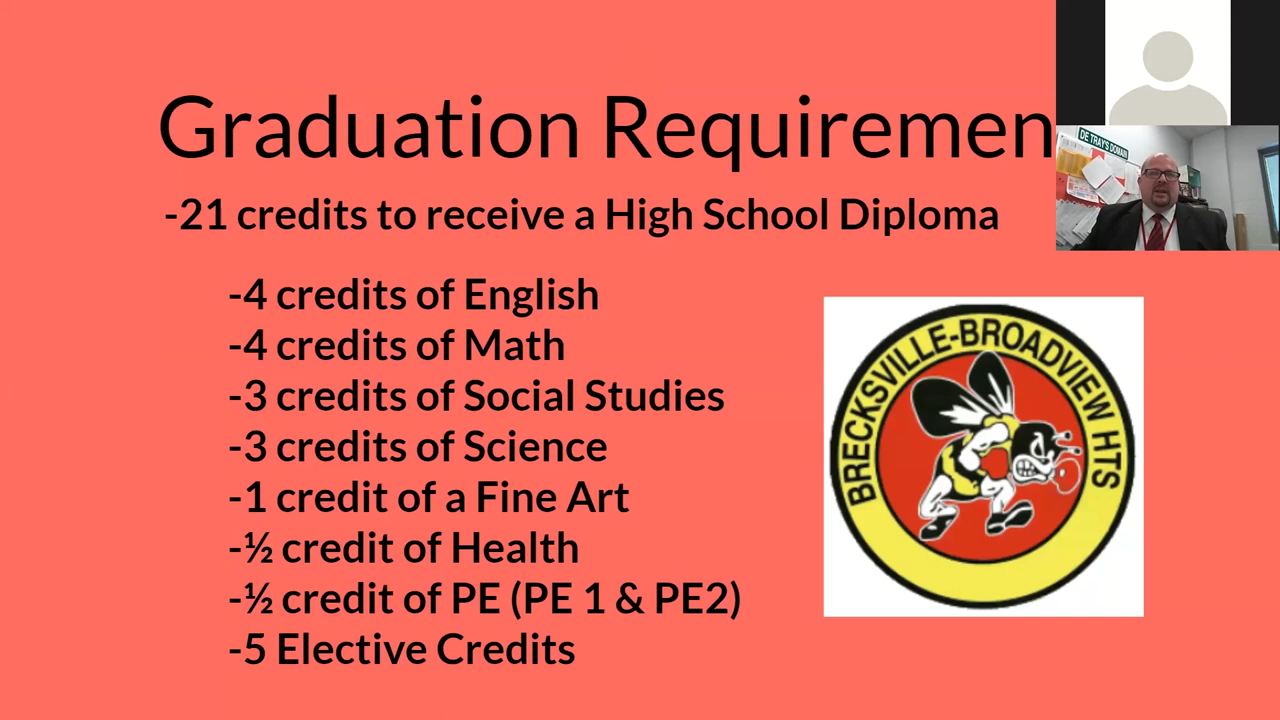 Graduation Requiremen
-21 credits to receive a High School Diploma
-4 credits of English
-4 credits of Math
-3 credits of Social Studies
-3 credits of Science
-1 credit of a Fine Art
-½ credit of Health
-½ credit of PE (PE 1 & PE2)
-5 Elective Credits
DE TRAY'S DOMAIN
BRECKSVILLE-BROADVIEW HTS